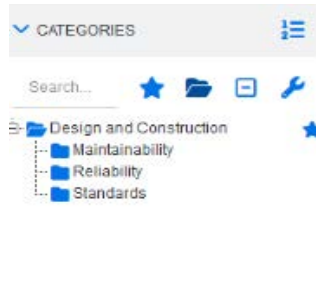 CATEGORIES
Search...
Design and Construction
Maintainability
Reliability
Standards